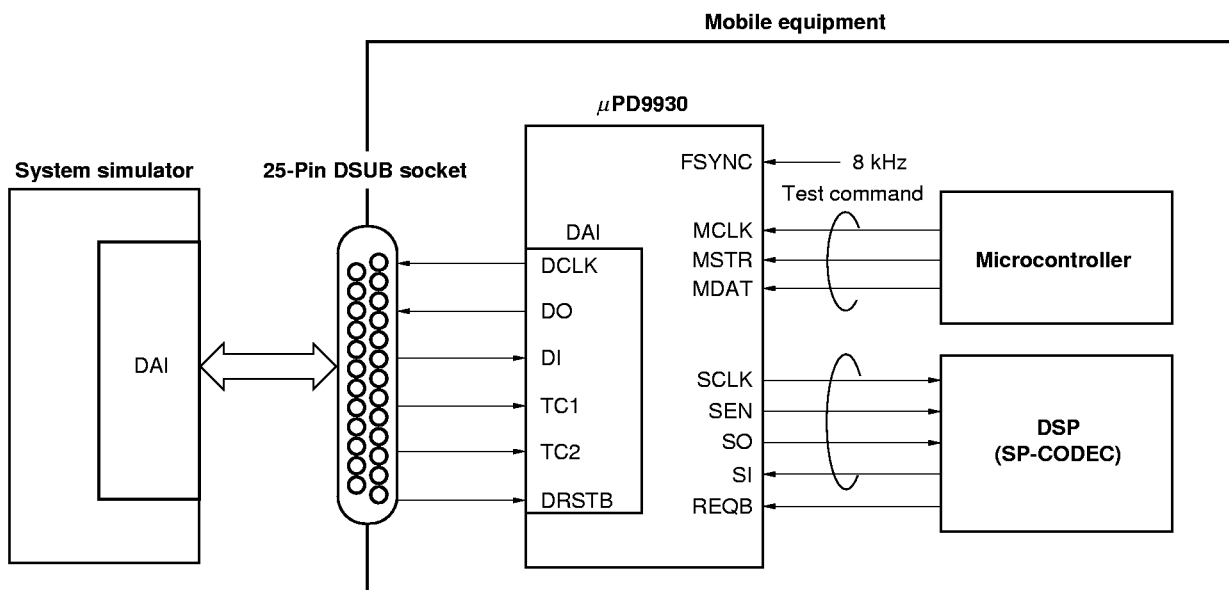 Mobile equipment
μPD9930
System simulator
25-Pin DSUB socket
FSYNC
8 kHz
Test command
DAI
MCLK
MSTR
MDAT
Microcontroller
DCLK
DO
DI
TC1
TC2
DRSTB
DAI
SCLK
SEN
SO
SI
REQB
DSP
(SP-CODEC)